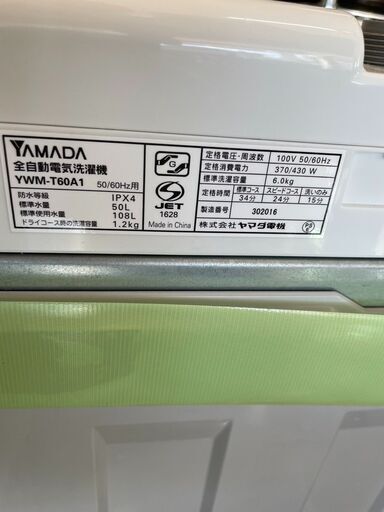 YAMADA
全自動電気洗濯機
YWM-T60A1 50/60Hz用
防水等級 IPX4
標準水量 50L
標準使用水量 108L
ドライコース時の洗濯容量 1.2kg
G
S
JET
1628
Made in China
定格電圧・周波数 100V 50/60Hz
定格消費電力 370/430 W
標準洗濯容量 6.0kg
定格時間 標準コース スピードコース 洗いのみ
34分 24分 15分
製造番号 302016
株式会社 ヤマダ電機